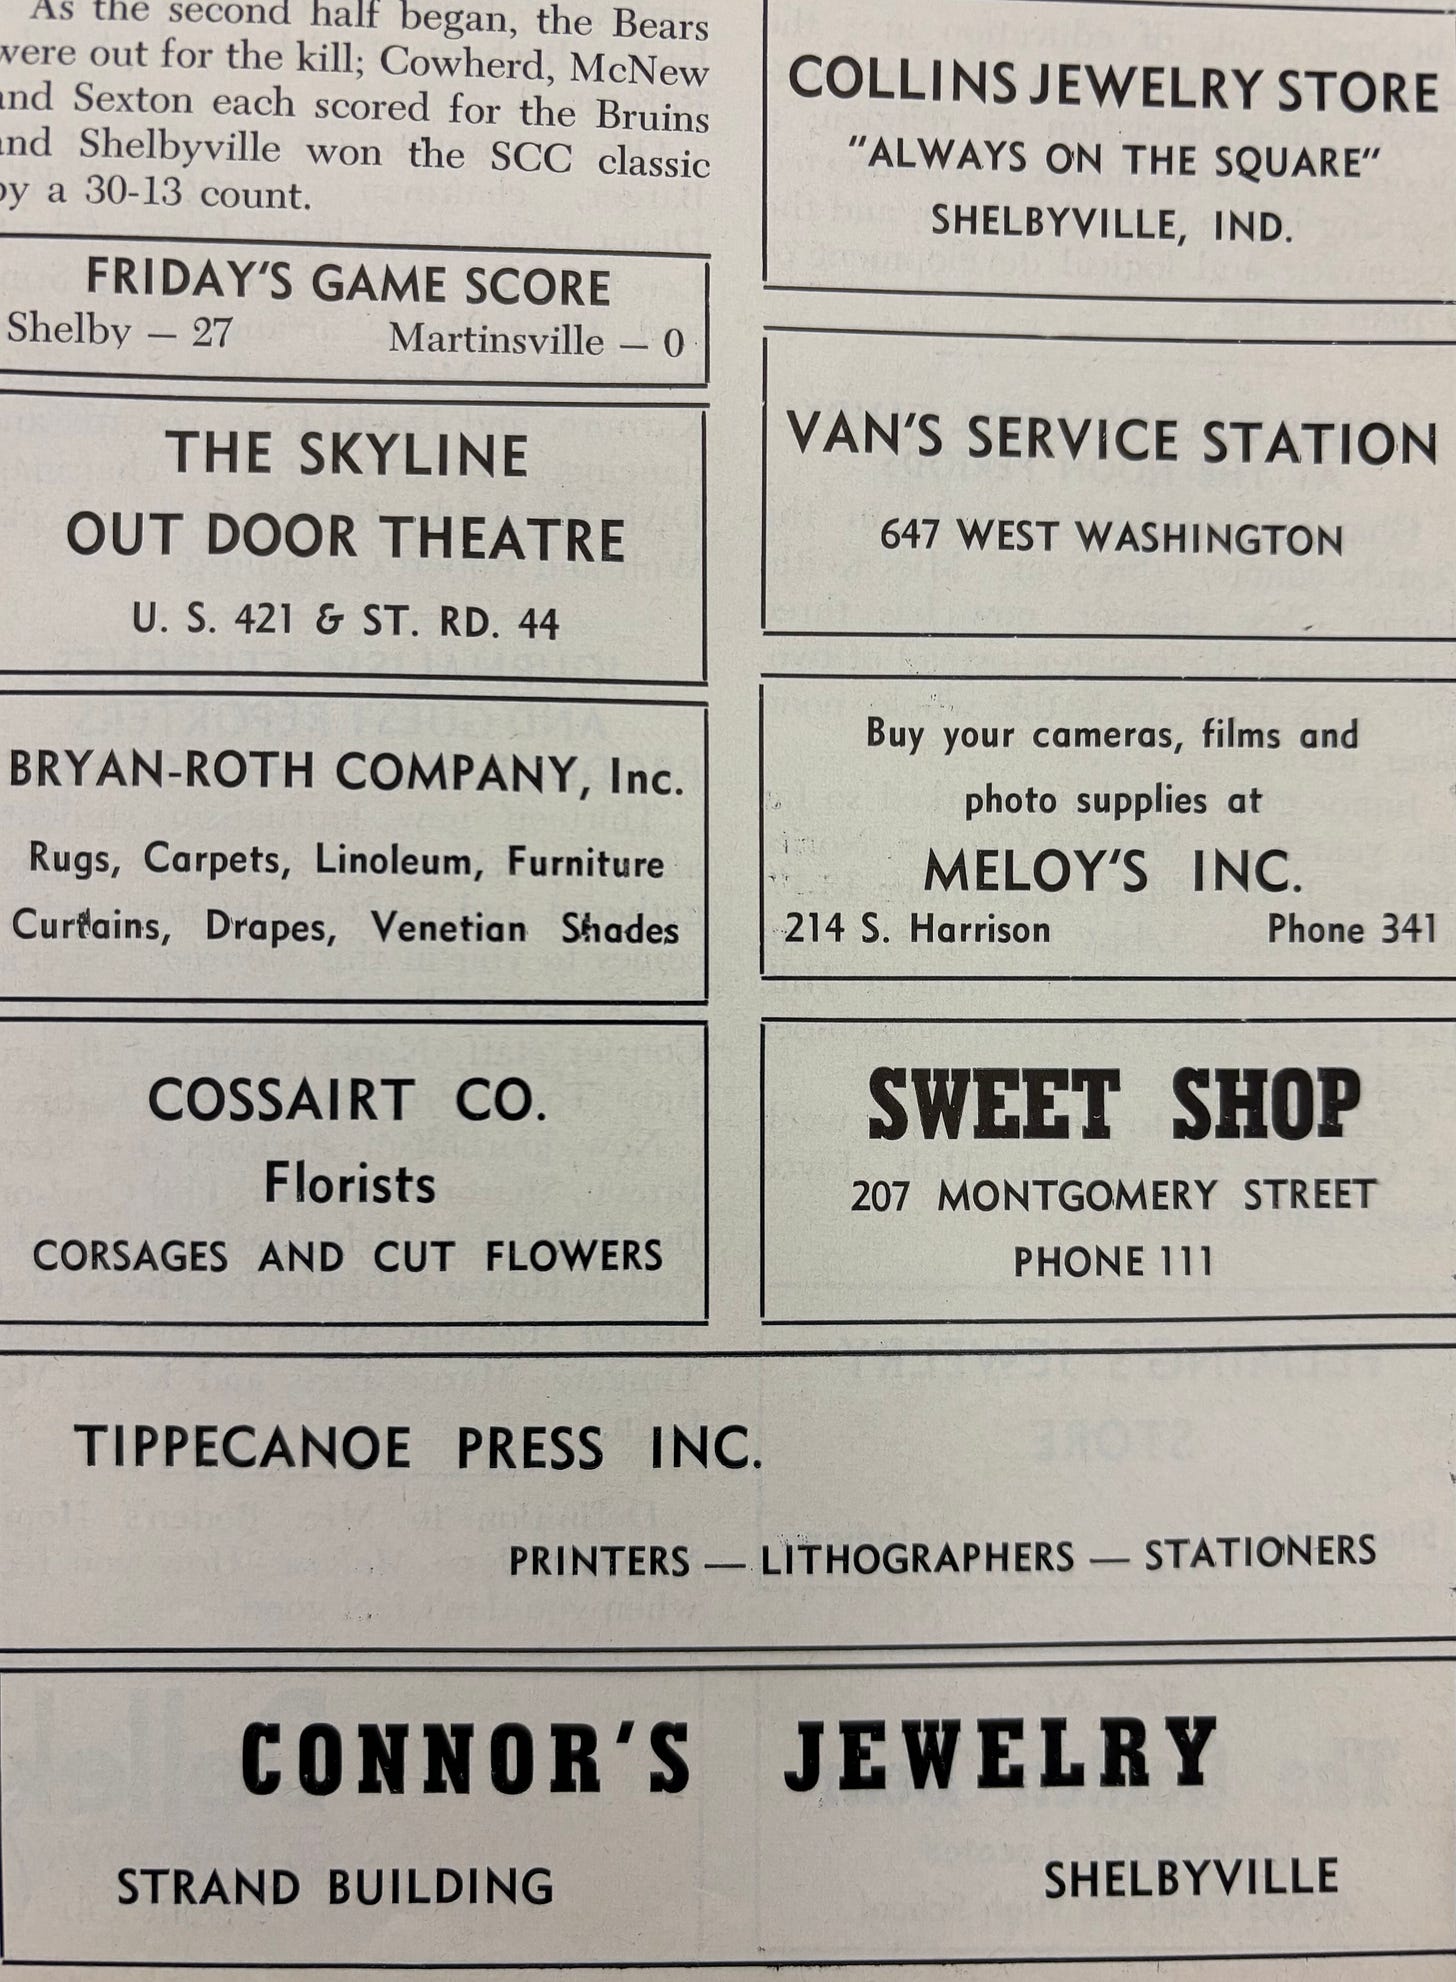 As the second half began, the Bears
were out for the kill; Cowherd, McNew
and Sexton each scored for the Bruins
and Shelbyville won the SCC classic
by a 30-13 count.
FRIDAY'S GAME SCORE
Shelby — 27 Martinsville — 0
THE SKYLINE
OUT DOOR THEATRE
U. S. 421 & ST. RD. 44
BRYAN-ROTH COMPANY, Inc.
Rugs, Carpets, Linoleum, Furniture
Curtains, Drapes, Venetian Shades
COSSAIRT CO.
Florists
CORSAGES AND CUT FLOWERS
COLLINS JEWELRY STORE
"ALWAYS ON THE SQUARE"
SHELBYVILLE, IND.
VAN'S SERVICE STATION
647 WEST WASHINGTON
Buy your cameras, films and
photo supplies at
MELOY'S INC.
214 S. Harrison Phone 341
SWEET SHOP
207 MONTGOMERY STREET
PHONE 111
TIPPECANOE PRESS INC.
PRINTERS — LITHOGRAPHERS — STATIONERS
CONNOR'S JEWELRY
STRAND BUILDING SHELBYVILLE